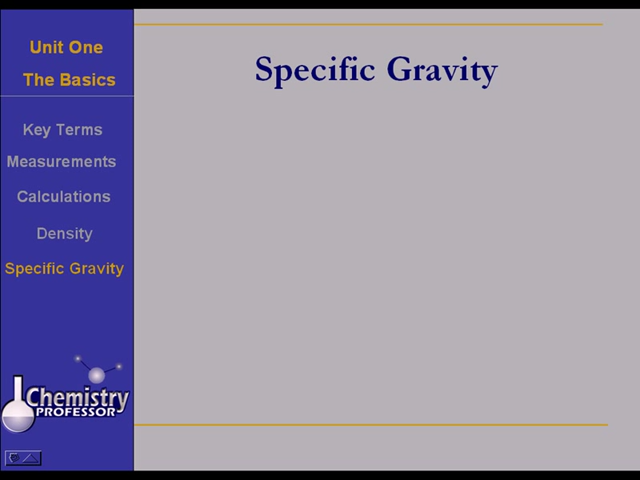 Unit One
The Basics
Key Terms
Measurements
Calculations
Density
Specific Gravity
Chemistry
PROFESSOR
Specific Gravity